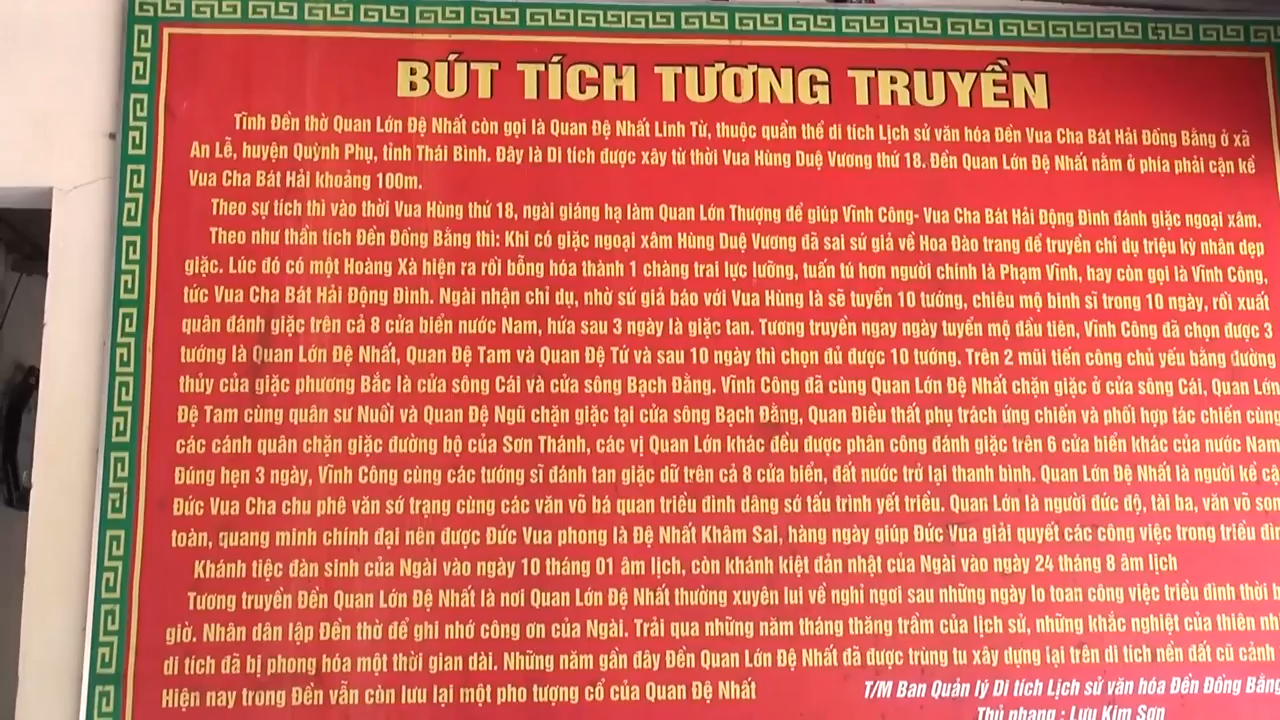 BÚT TÍCH TƯƠNG TRUYỀN
Tĩnh Đền thờ Quan Lớn Đệ Nhất còn gọi là Quan Đệ Nhất Linh Từ, thuộc quần thể di tích Lịch sử văn hóa Đền Vua Cha Bát Hải Đồng Bằng ở xã
An Lễ, huyện Quỳnh Phụ, tỉnh Thái Bình. Đây là Di tích được xây từ thời Vua Hùng Duệ Vương thứ 18. Đền Quan Lớn Đệ Nhất nằm ở phía phải cận kề
Vua Cha Bát Hải khoảng 100m.
Theo sự tích thì vào thời Vua Hùng thứ 18, ngài giáng hạ làm Quan Lớn Thượng để giúp Vĩnh Công- Vua Cha Bát Hải Động Đình đánh giặc ngoại xâm.
Theo như thần tích Đền Đồng Bằng thì: Khi có giặc ngoại xâm Hùng Duệ Vương đã sai sứ giả về Hoa Đào trang để truyền chỉ dụ triệu kỳ nhân dẹp
giặc. Lúc đó có một Hoàng Xà hiện ra rồi bỗng hóa thành 1 chàng trai lực lưỡng, tuấn tú hơn người chính là Phạm Vĩnh, hay còn gọi là Vĩnh Công,
tức Vua Cha Bát Hải Động Đình. Ngài nhận chỉ dụ, nhờ sứ giả báo với Vua Hùng là sẽ tuyển 10 tướng, chiêu mộ binh sĩ trong 10 ngày, rồi xuất
quân đánh giặc trên cả 8 cửa biển nước Nam, hứa sau 3 ngày là giặc tan. Tương truyền ngay ngày tuyển mộ đầu tiên, Vĩnh Công đã chọn được 3
tướng là Quan Lớn Đệ Nhất, Quan Đệ Tam và Quan Đệ Tứ và sau 10 ngày thì chọn đủ được 10 tướng. Trên 2 mũi tiến công chủ yếu bằng đường
thủy của giặc phương Bắc là cửa sông Cái và cửa sông Bạch Đằng. Vĩnh Công đã cùng Quan Lớn Đệ Nhất chặn giặc ở cửa sông Cái, Quan Lớn
Đệ Tam cùng quân sư Nuồi và Quan Đệ Ngũ chặn giặc tại cửa sông Bạch Đằng, Quan Điều thất phụ trách ứng chiến và phối hợp tác chiến cùng
các cánh quân chặn giặc đường bộ của Sơn Thánh, các vị Quan Lớn khác đều được phân công đánh giặc trên 6 cửa biển khác của nước Nam
Đúng hẹn 3 ngày, Vĩnh Công cùng các tướng sĩ đánh tan giặc dữ trên cả 8 cửa biển, đất nước trở lại thanh bình. Quan Lớn Đệ Nhất là người kề cậ
Đức Vua Cha chu phê văn sớ trạng cùng các văn võ bá quan triều đình dâng sớ tấu trình yết triều. Quan Lớn là người đức độ, tài ba, văn võ son
toàn, quang minh chính đại nên được Đức Vua phong là Đệ Nhất Khâm Sai, hàng ngày giúp Đức Vua giải quyết các công việc trong triều đìn
Khánh tiệc đàn sinh của Ngài vào ngày 10 tháng 01 âm lịch, còn khánh kiệt đản nhật của Ngài vào ngày 24 tháng 8 âm lịch
Tương truyền Đền Quan Lớn Đệ Nhất là nơi Quan Lớn Đệ Nhất thường xuyên lui về nghỉ ngơi sau những ngày lo toan công việc triều đình thời b
giờ. Nhân dân lập Đền thờ để ghi nhớ công ơn của Ngài. Trải qua những năm tháng thăng trầm của lịch sử, những khắc nghiệt của thiên nhi
di tích đã bị phong hóa một thời gian dài. Những năm gần đây Đền Quan Lớn Đệ Nhất đã được trùng tu xây dựng lại trên di tích nền đất cũ cảnh
Hiện nay trong Đền vẫn còn lưu lại một pho tượng cổ của Quan Đệ Nhất
T/M Ban Quản lý Di tích Lịch sử văn hóa Đền Đồng Bằng
Thủ nhang : Lưu Kim Sơn